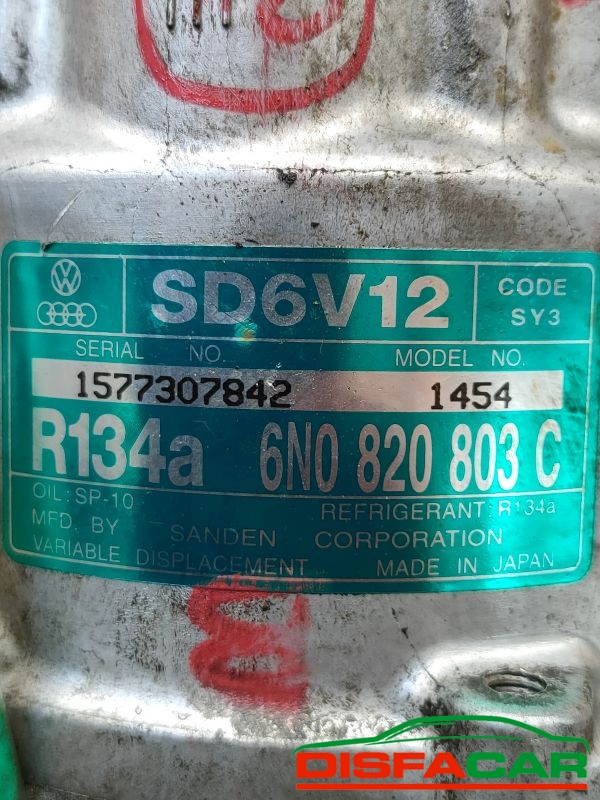 SD6V12
CODE
SY3
SERIAL NO.
MODEL NO.
1577307842
1454
R134a
6N0 820 803 C
OIL: SP-10
REFRIGERANT: R134a
MFD. BY SANDEN CORPORATION
VARIABLE DISPLACEMENT
MADE IN JAPAN
DISFACAR